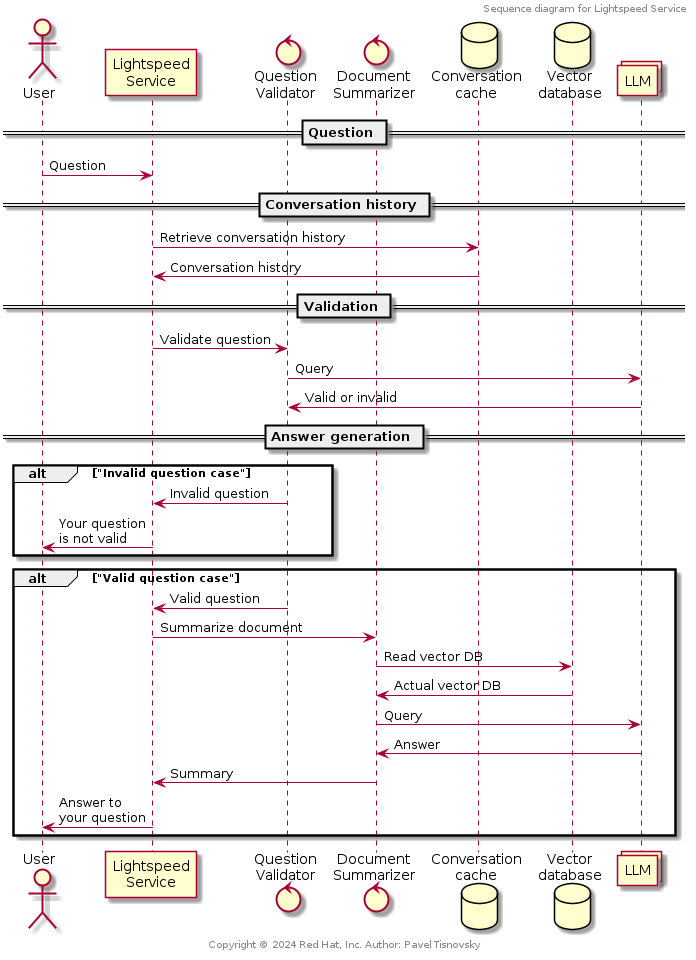 Sequence diagram for Lightspeed Service
User
Lightspeed
Service
Question
Validator
Document
Summarizer
Conversation
cache
Vector
database
LLM
Question
Question
Conversation history
Retrieve conversation history
Conversation history
Validation
Validate question
Query
Valid or invalid
Answer generation
alt ["Invalid question case"]
Invalid question
Your question
is not valid
alt ["Valid question case"]
Valid question
Summarize document
Read vector DB
Actual vector DB
Query
Answer
Summary
Answer to
your question
User
Lightspeed
Service
Question
Validator
Document
Summarizer
Conversation
cache
Vector
database
LLM
Copyright © 2024 Red Hat, Inc. Author: Pavel Tisnovsky